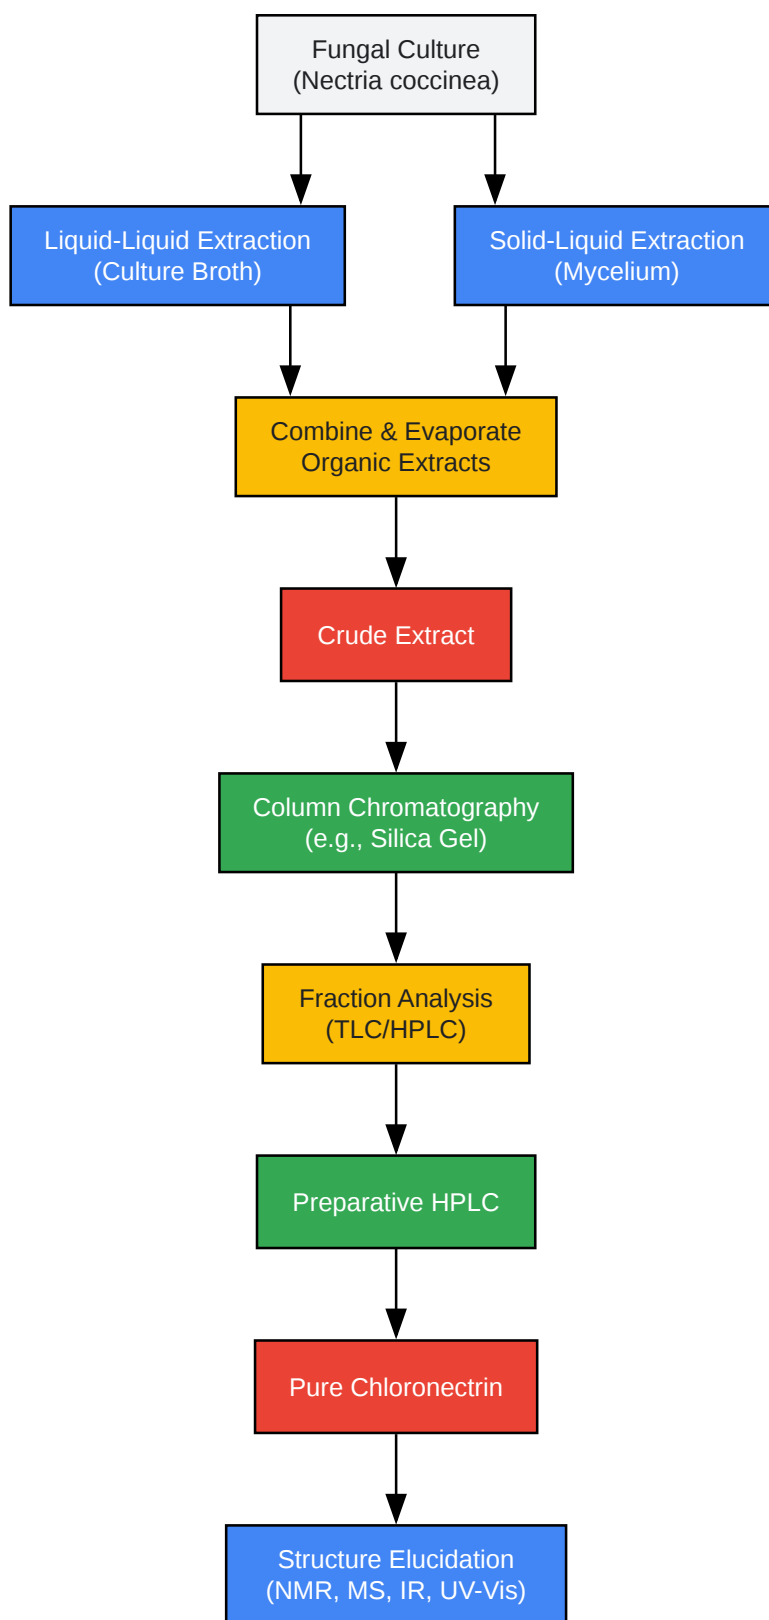 Fungal Culture
(Nectria coccinea)
Liquid-Liquid Extraction
(Culture Broth)
Solid-Liquid Extraction
(Mycelium)
Combine & Evaporate
Organic Extracts
Crude Extract
Column Chromatography
(e.g., Silica Gel)
Fraction Analysis
(TLC/HPLC)
Preparative HPLC
Pure Chloronectrin
Structure Elucidation
(NMR, MS, IR, UV-Vis)